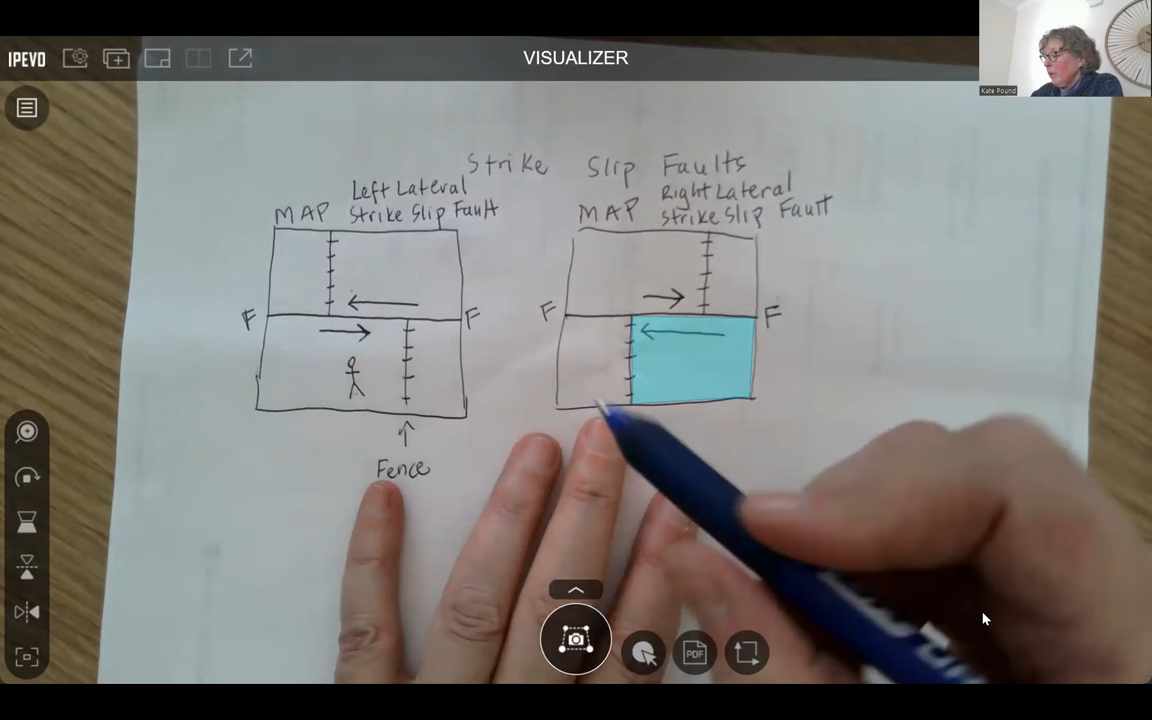 IPEVO
VISUALIZER
Kate Pound
Strike Slip Faults
MAP Left Lateral Strike Slip Fault
MAP Right Lateral Strike Slip Fault
F F
F F
Fence
PDF